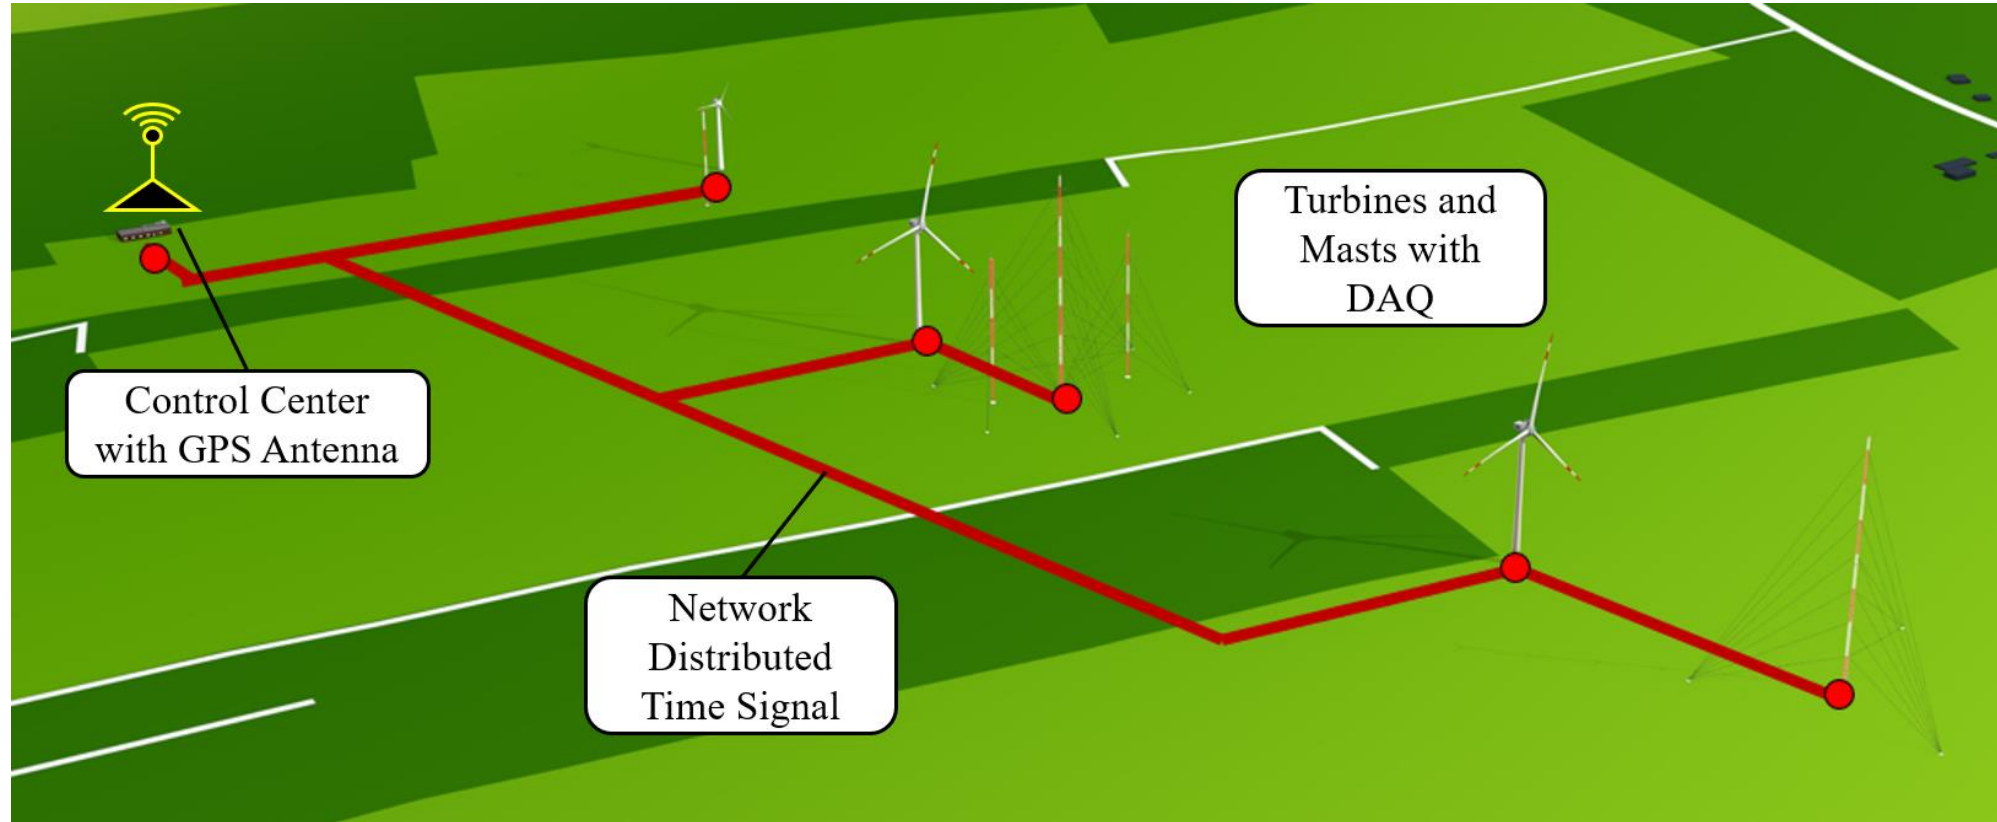 Turbines and
Masts with
DAQ
Control Center
with GPS Antenna
Network
Distributed
Time Signal